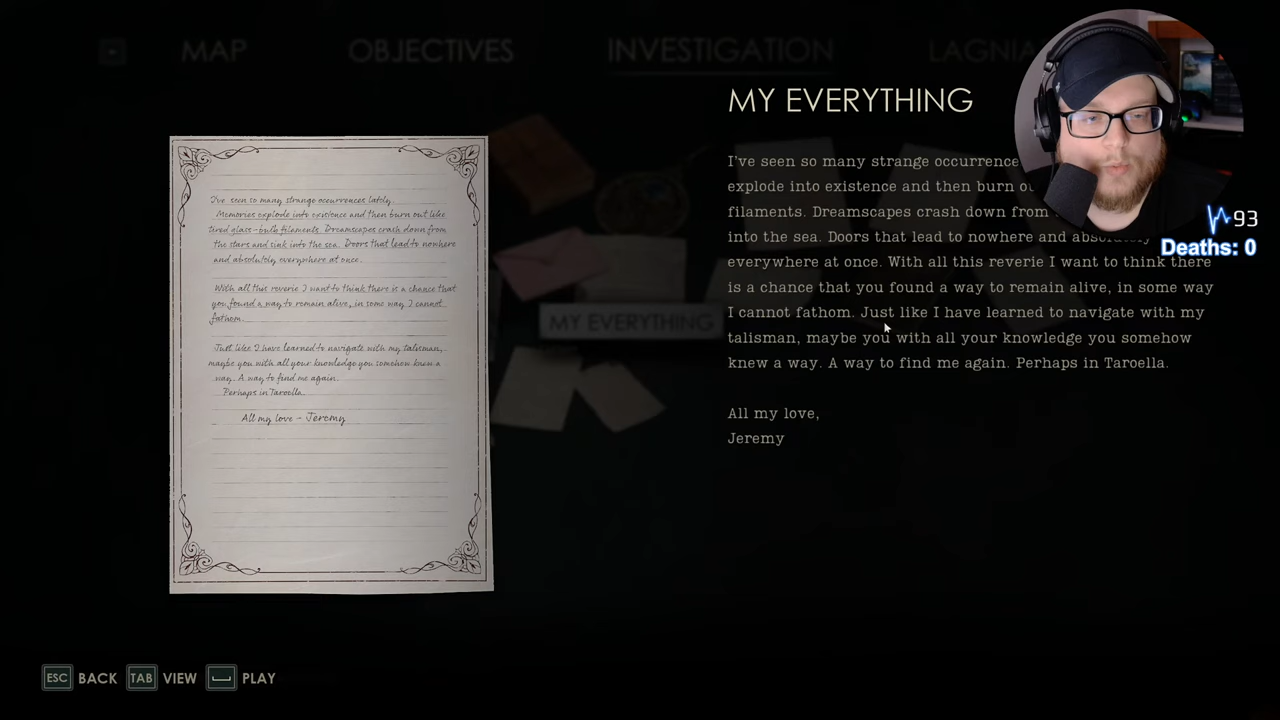 MAP
OBJECTIVES
INVESTIGATION
LAGNIA
MY EVERYTHING
I've seen so many strange occurrences lately.
Memories explode into existence and then burn out like
tired glass-bulb filaments. Dreamscapes crash down from
the stars and sink into the sea. Doors that lead to nowhere
and absolutely everywhere at once.
With all this reverie I want to think there is a chance that
you found a way to remain alive, in some way I cannot
fathom.
Just like I have learned to navigate with my talisman,
maybe you with all your knowledge you somehow knew a
way. A way to find me again.
Perhaps in Taroella.
All my love - Jeremy
MY EVERYTHING
I've seen so many strange occurrence
explode into existence and then burn ou
filaments. Dreamscapes crash down from
into the sea. Doors that lead to nowhere and absolutely
everywhere at once. With all this reverie I want to think there
is a chance that you found a way to remain alive, in some way
I cannot fathom. Just like I have learned to navigate with my
talisman, maybe you with all your knowledge you somehow
knew a way. A way to find me again. Perhaps in Taroella.
All my love,
Jeremy
93
Deaths: 0
ESC BACK TAB VIEW PLAY